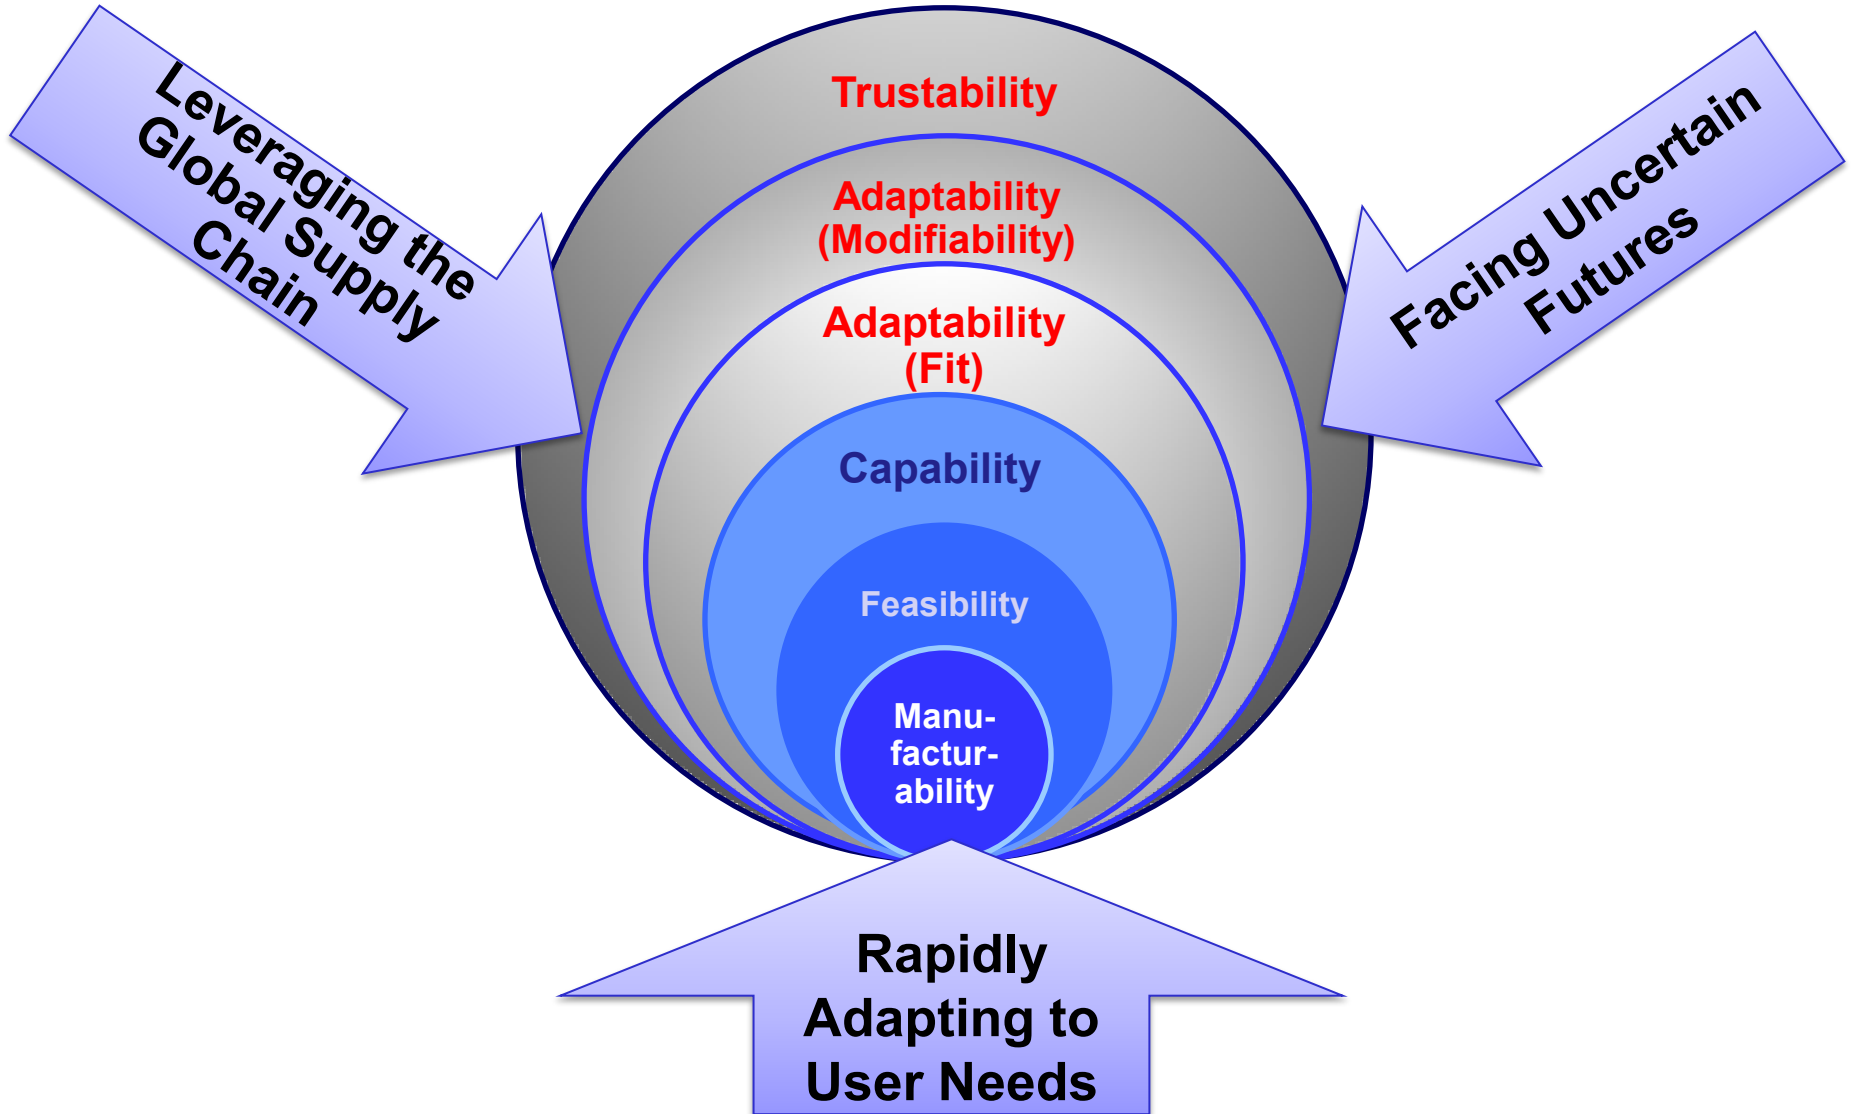 Leveraging the
Global Supply
Chain
Trustability
Adaptability
(Modifiability)
Adaptability
(Fit)
Capability
Feasibility
Manu-
factur-
ability
Facing Uncertain
Futures
Rapidly
Adapting to
User Needs